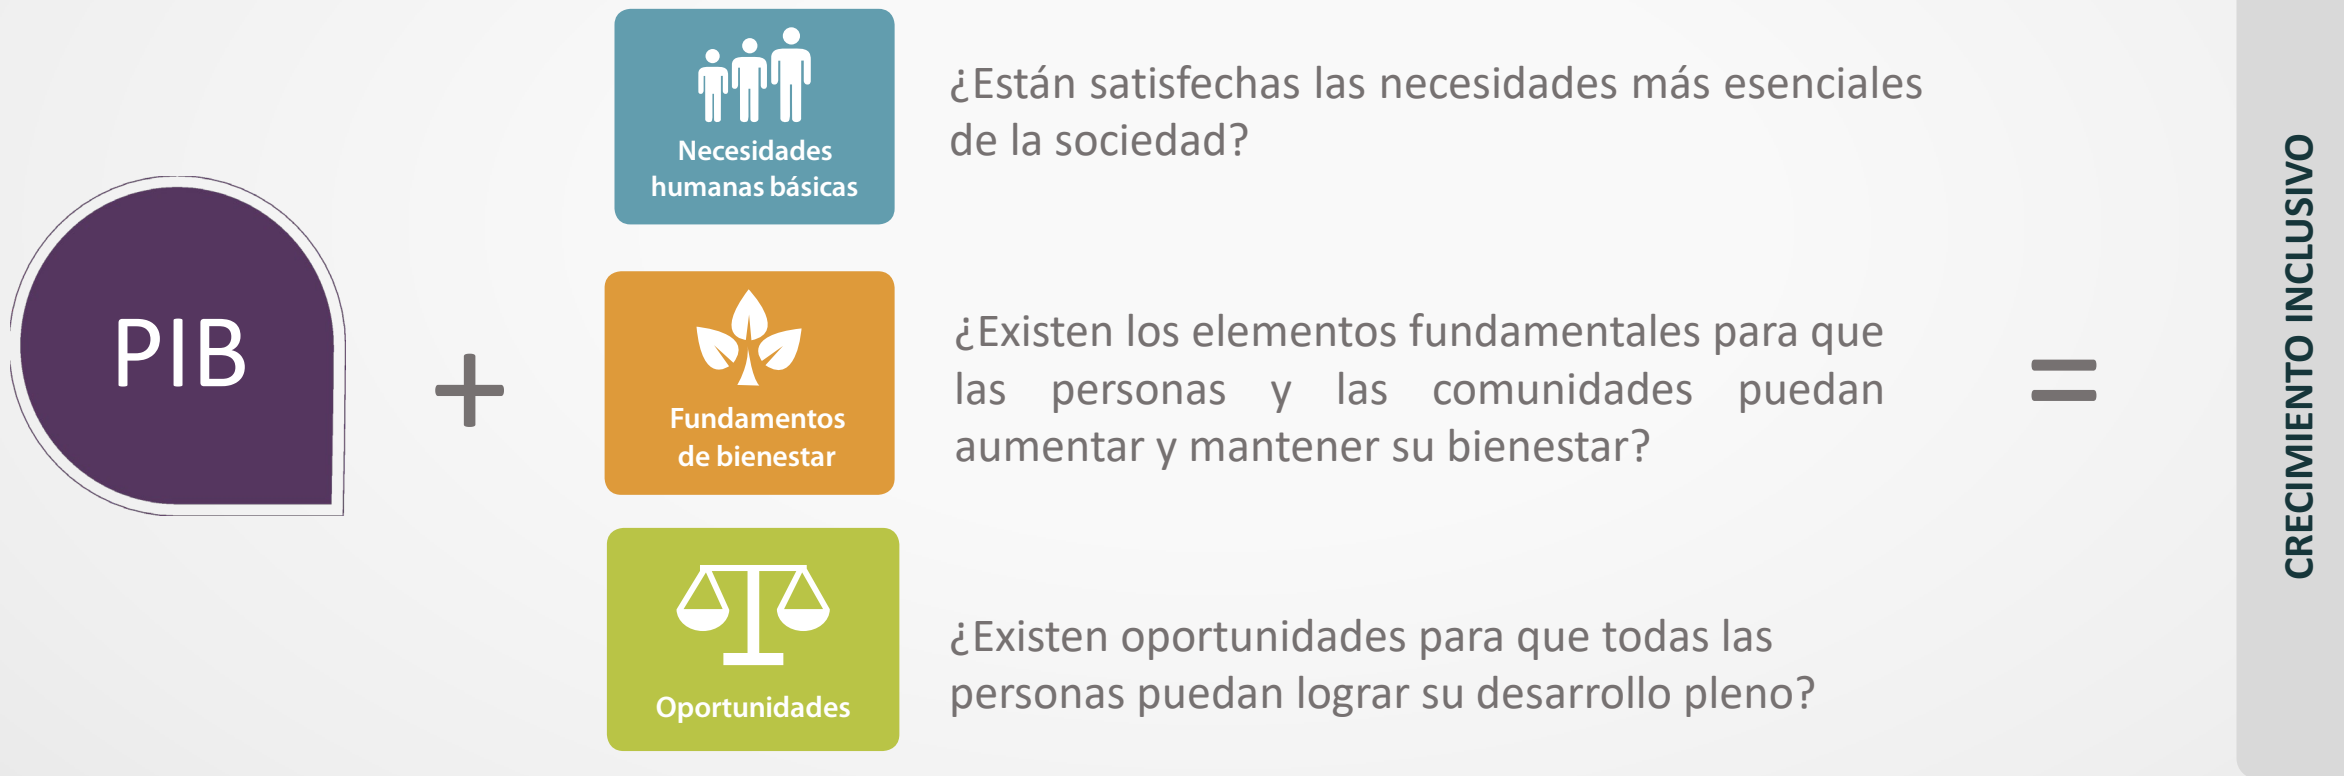 PIB
+
Necesidades
humanas básicas
¿Están satisfechas las necesidades más esenciales
de la sociedad?
Fundamentos
de bienestar
¿Existen los elementos fundamentales para que
las personas y las comunidades puedan
aumentar y mantener su bienestar?
Oportunidades
¿Existen oportunidades para que todas las
personas puedan lograr su desarrollo pleno?
=
CRECIMIENTO INCLUSIVO